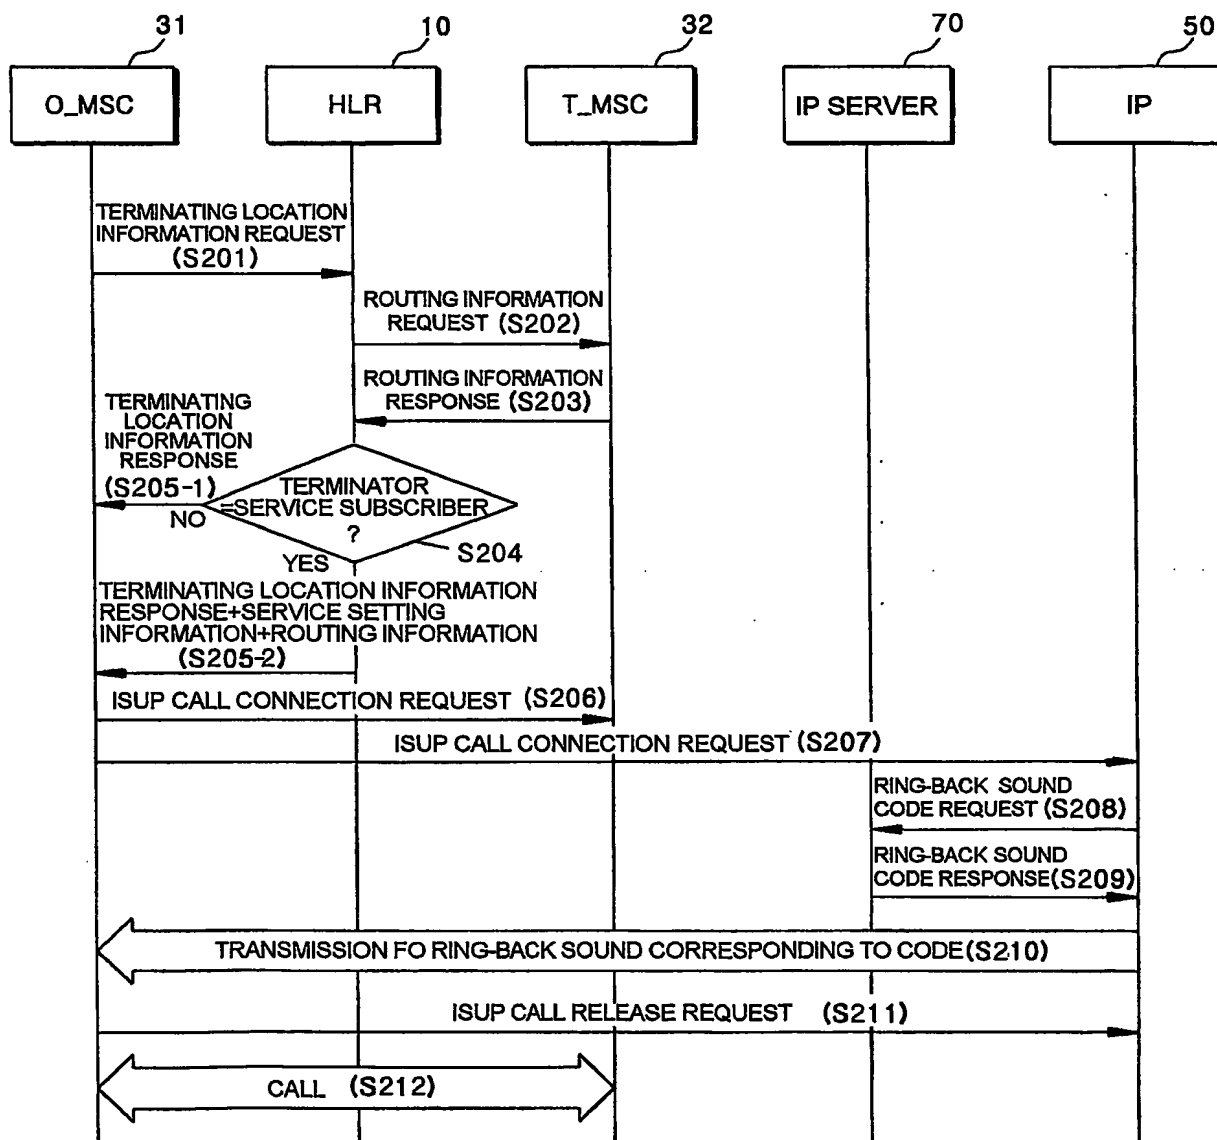 31
10
32
70
50
O_MSC
HLR
T_MSC
IP SERVER
IP
TERMINATING LOCATION
INFORMATION REQUEST
(S201)
ROUTING INFORMATION
REQUEST (S202)
ROUTING INFORMATION
RESPONSE (S203)
TERMINATING
LOCATION
INFORMATION
RESPONSE
(S205-1)
NO
TERMINATOR
=SERVICE SUBSCRIBER
?
S204
YES
TERMINATING LOCATION INFORMATION
RESPONSE+SERVICE SETTING
INFORMATION+ROUTING INFORMATION
(S205-2)
ISUP CALL CONNECTION REQUEST (S206)
ISUP CALL CONNECTION REQUEST (S207)
RING-BACK SOUND
CODE REQUEST (S208)
RING-BACK SOUND
CODE RESPONSE(S209)
TRANSMISSION FO RING-BACK SOUND CORRESPONDING TO CODE(S210)
ISUP CALL RELEASE REQUEST (S211)
CALL (S212)